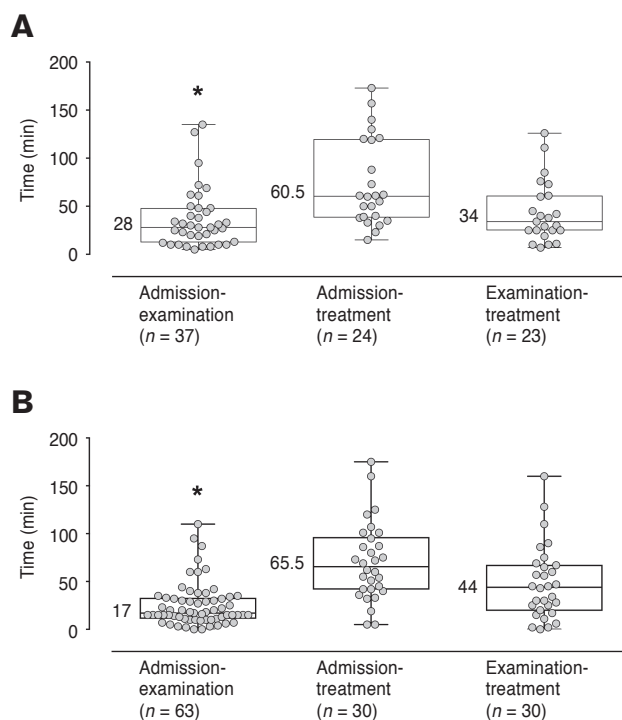 A
200
*
150
Time (min)
100
60.5
50
28
34
0
Admission-
examination
(n = 37)
Admission-
treatment
(n = 24)
Examination-
treatment
(n = 23)
B
200
*
150
Time (min)
100
65.5
50
44
17
0
Admission-
examination
(n = 63)
Admission-
treatment
(n = 30)
Examination-
treatment
(n = 30)